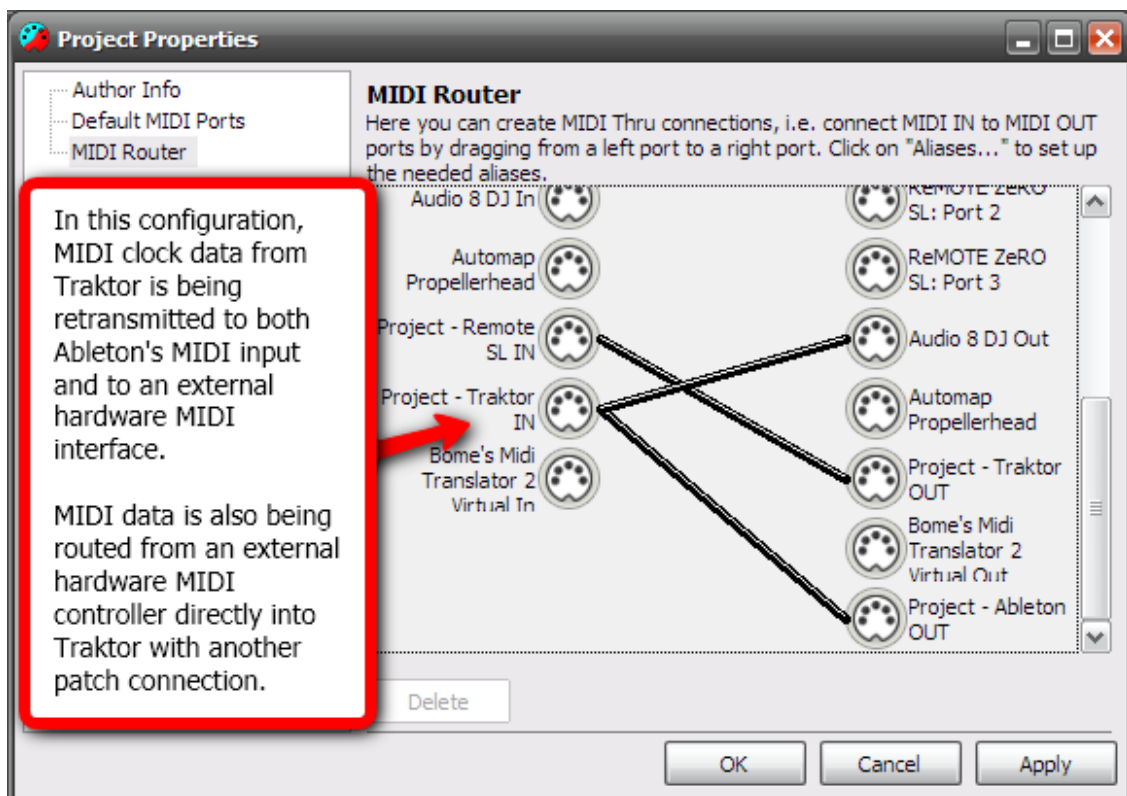 Project Properties
Author Info
Default MIDI Ports
MIDI Router
MIDI Router
Here you can create MIDI Thru connections, i.e. connect MIDI IN to MIDI OUT
ports by dragging from a left port to a right port. Click on "Aliases..." to set up
the needed aliases.
In this configuration,
MIDI clock data from
Traktor is being
retransmitted to both
Ableton's MIDI input
and to an external
hardware MIDI
interface.
MIDI data is also being
routed from an external
hardware MIDI
controller directly into
Traktor with another
patch connection.
Audio 8 DJ In
Automap
Propellerhead
Project - Remote
SL IN
Project - Traktor
IN
Bome's Midi
Translator 2
Virtual In
ReMOTE ZeRO
SL: Port 2
ReMOTE ZeRO
SL: Port 3
Audio 8 DJ Out
Automap
Propellerhead
Project - Traktor
OUT
Bome's Midi
Translator 2
Virtual Out
Project - Ableton
OUT
Delete
OK
Cancel
Apply